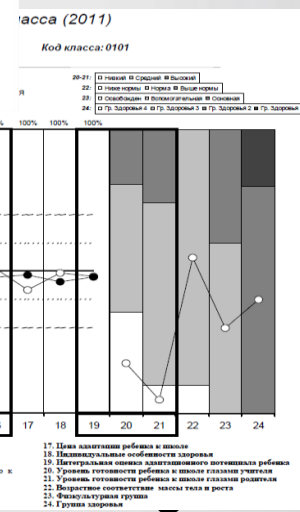 асса (2011)
Код класса: 0101
20-21: Низкий Средний Высокий
22: Ниже нормы Норма Выше нормы
23: Освобожден Вспомогательная Основная
24: Гр. Здоровья 4 Гр. Здоровья 3 Гр. Здоровья 2 Гр. Здоровья
я
% 100% 100% 100%
17 18 19 20 21 22 23 24
17. Цена адаптации ребенка к школе
18. Индивидуальные особенности здоровья
19. Интегральная оценка адаптационного потенциала ребенка
о к 20. Уровень готовности ребенка к школе глазами учителя
21. Уровень готовности ребенка к школе глазами родителя
22. Возрастное соответствие массы тела и роста
23. Физкультурная группа
24. Группа здоровья